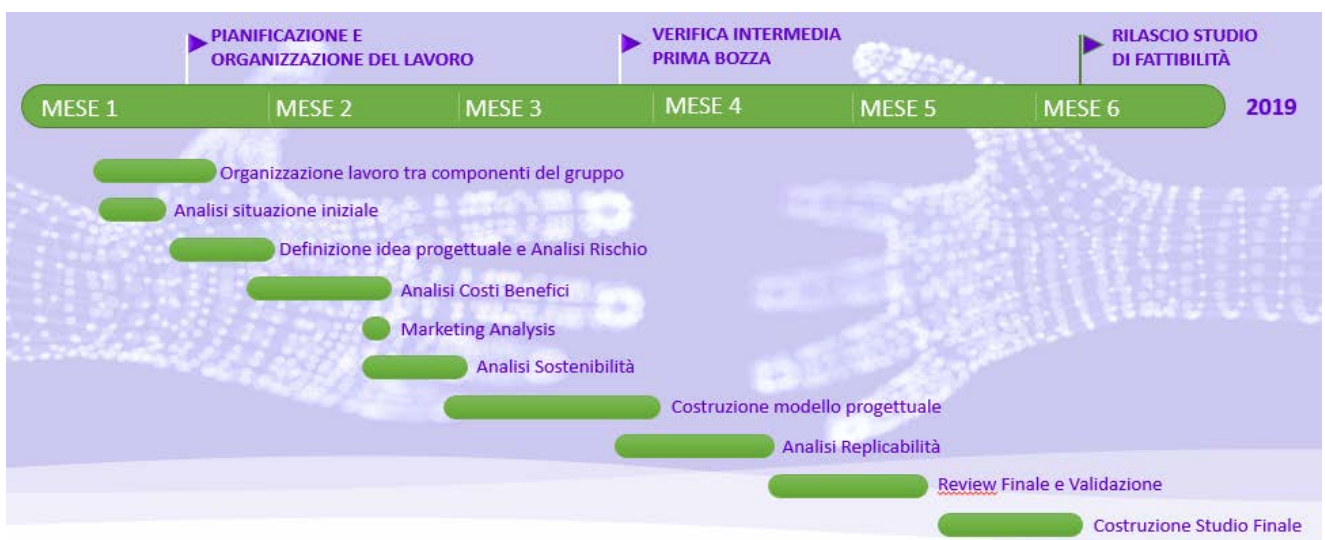 PIANIFICAZIONE E
ORGANIZZAZIONE DEL LAVORO
VERIFICA INTERMEDIA
PRIMA BOZZA
RILASCIO STUDIO
DI FATTIBILITÀ
MESE 1
MESE 2
MESE 3
MESE 4
MESE 5
MESE 6
2019
Organizzazione lavoro tra componenti del gruppo
Analisi situazione iniziale
Definizione idea progettuale e Analisi Rischio
Analisi Costi Benefici
Marketing Analysis
Analisi Sostenibilità
Costruzione modello progettuale
Analisi Replicabilità
Review Finale e Validazione
Costruzione Studio Finale